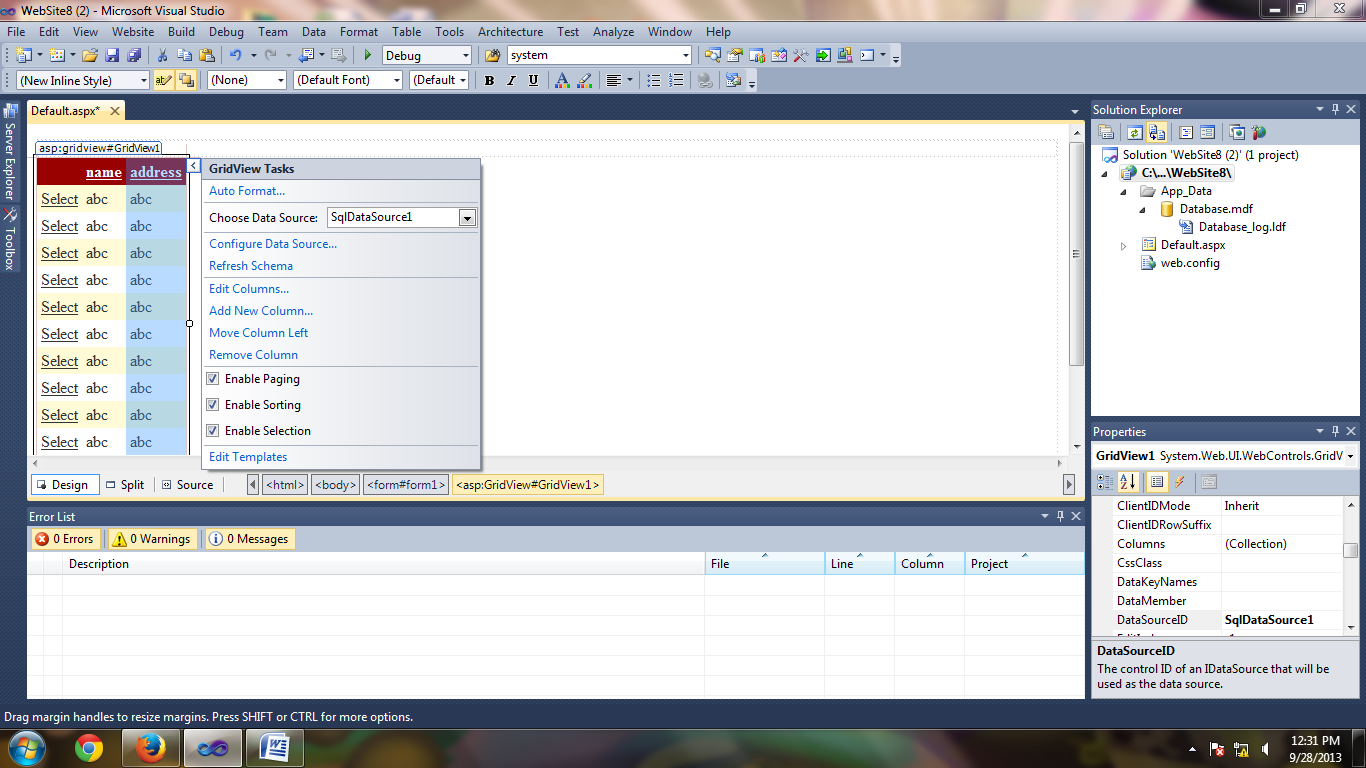 WebSite8 (2) - Microsoft Visual Studio
File Edit View Website Build Debug Team Data Format Table Tools Architecture Test Analyze Window Help
Debug system
(New Inline Style) (None) (Default Font) (Default B I U A
Server Explorer
Toolbox
Default.aspx*
asp:gridview#GridView1
name address
Select abc abc
Select abc abc
Select abc abc
Select abc abc
Select abc abc
Select abc abc
Select abc abc
Select abc abc
Select abc abc
Select abc abc
GridView Tasks
Auto Format...
Choose Data Source: SqlDataSource1
Configure Data Source...
Refresh Schema
Edit Columns...
Add New Column...
Move Column Left
Remove Column
Enable Paging
Enable Sorting
Enable Selection
Edit Templates
Design Split Source <html> <body> <form#form1> <asp:GridView#GridView1>
Error List
0 Errors 0 Warnings 0 Messages
Description File Line Column Project
Solution Explorer
Solution 'WebSite8 (2)' (1 project)
C:\...\WebSite8\
App_Data
Database.mdf
Database_log.ldf
Default.aspx
web.config
Properties
GridView1 System.Web.UI.WebControls.GridV
ClientIDMode Inherit
ClientIDRowSuffix
Columns (Collection)
CssClass
DataKeyNames
DataMember
DataSourceID SqlDataSource1
DataSourceID
The control ID of an IDataSource that will be
used as the data source.
Drag margin handles to resize margins. Press SHIFT or CTRL for more options.
12:31 PM
9/28/2013